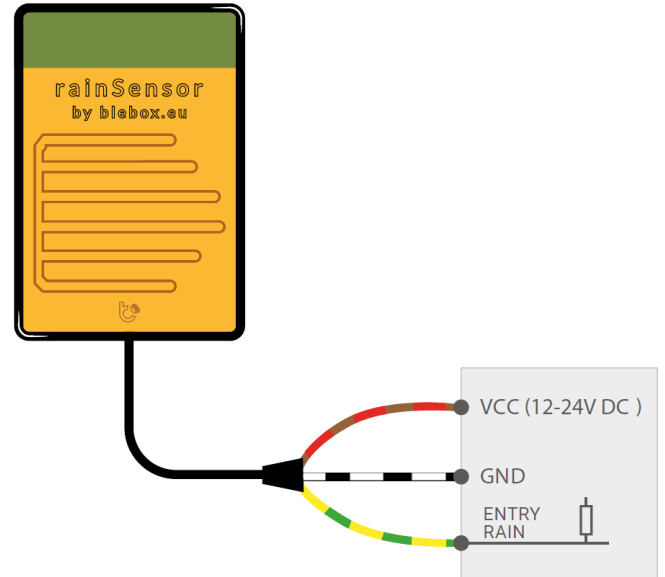 rainSensor
by blebox.eu
VCC (12-24V DC )
GND
ENTRY
RAIN